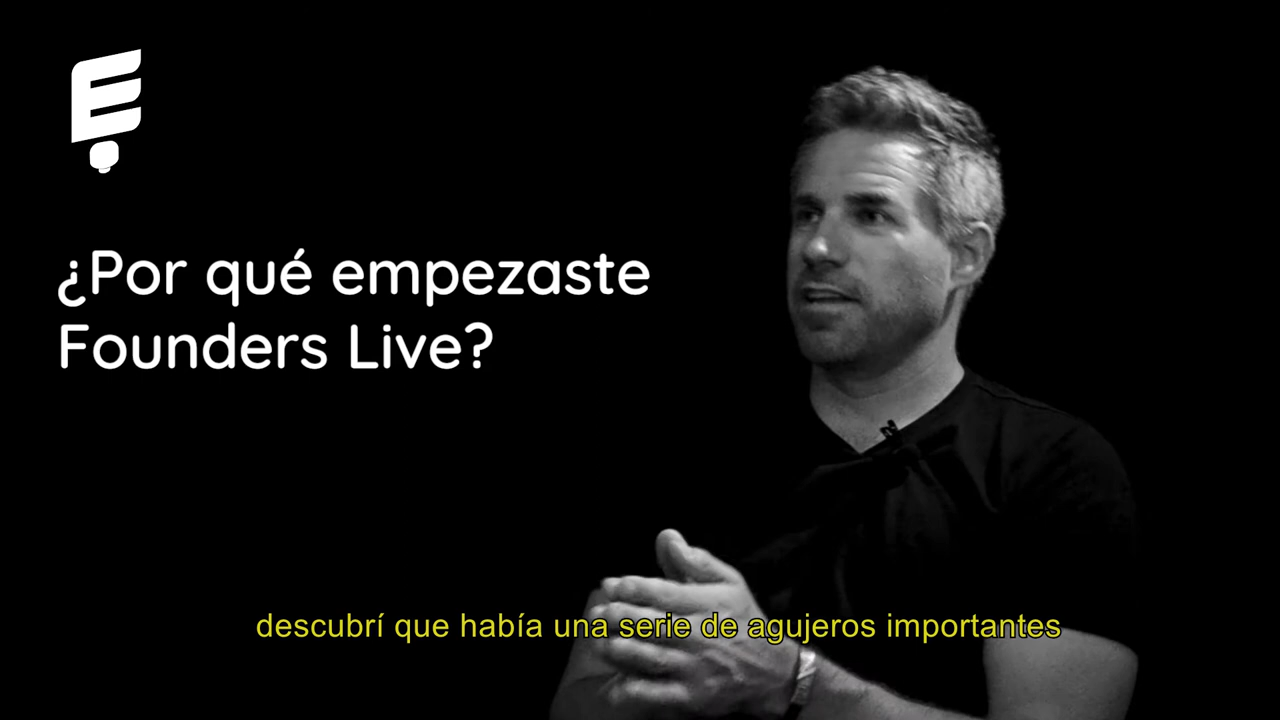 ¿Por qué empezaste
Founders Live?
descubrí que había una serie de agujeros importantes